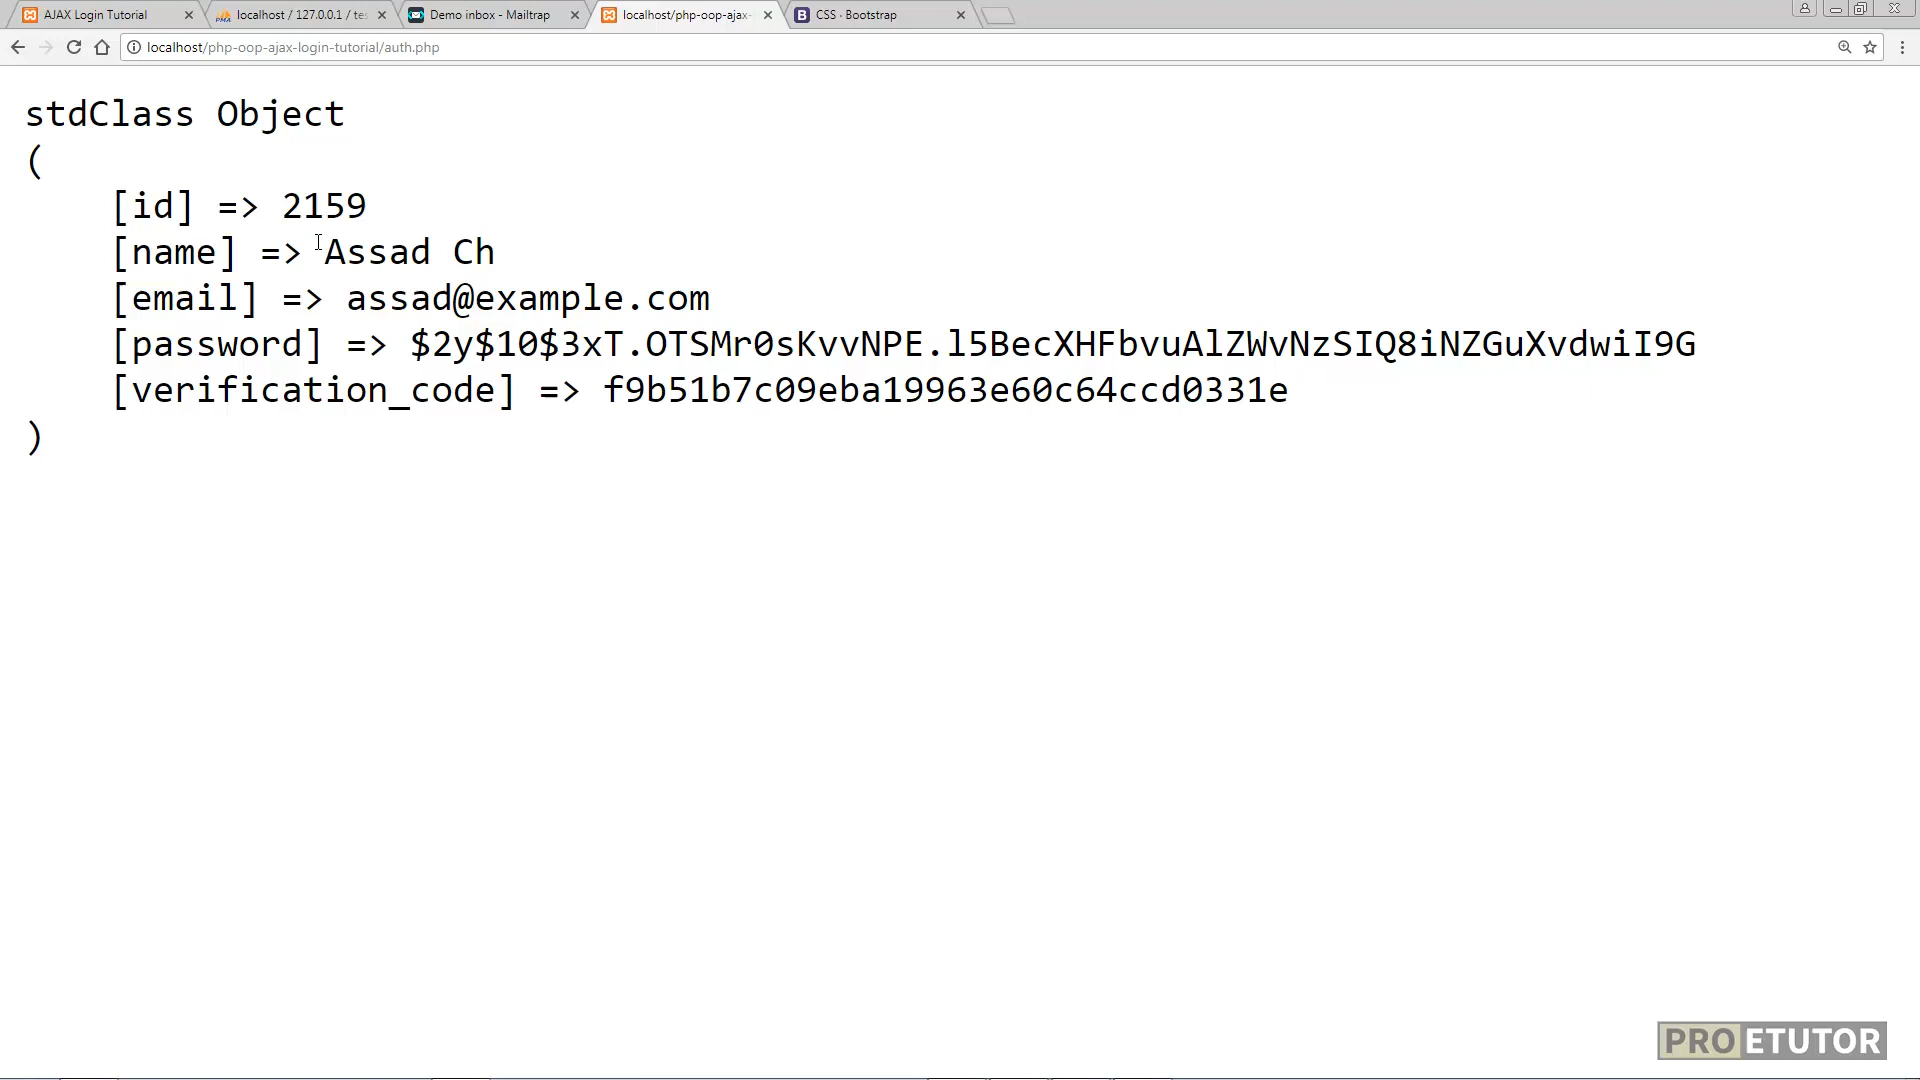 AJAX Login Tutorial
localhost / 127.0.0.1 / tes
Demo inbox - Mailtrap
localhost/php-oop-ajax-
B CSS · Bootstrap
localhost/php-oop-ajax-login-tutorial/auth.php
stdClass Object
(
[id] => 2159
[name] => Assad Ch
[email] => assad@example.com
[password] => $2y$10$3xT.OTSMr0sKvvNPE.l5BecXHFbvuAlZWvNzSIQ8iNZGuXvdwiI9G
[verification_code] => f9b51b7c09eba19963e60c64ccd0331e
)
PROETUTOR